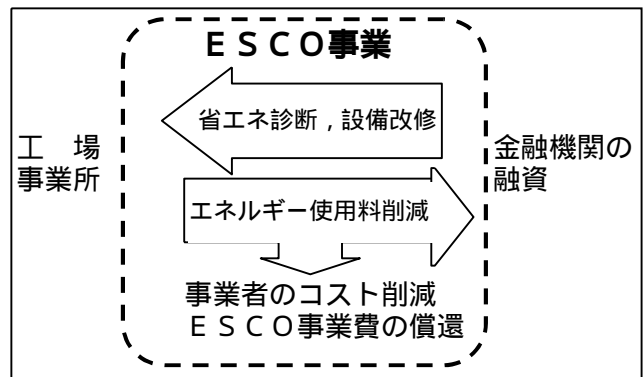 ＥＳＣＯ事業
省エネ診断，設備改修
工　場
事業所
金融機関の
融資
エネルギー使用料削減
事業者のコスト削減
ＥＳＣＯ事業費の償還